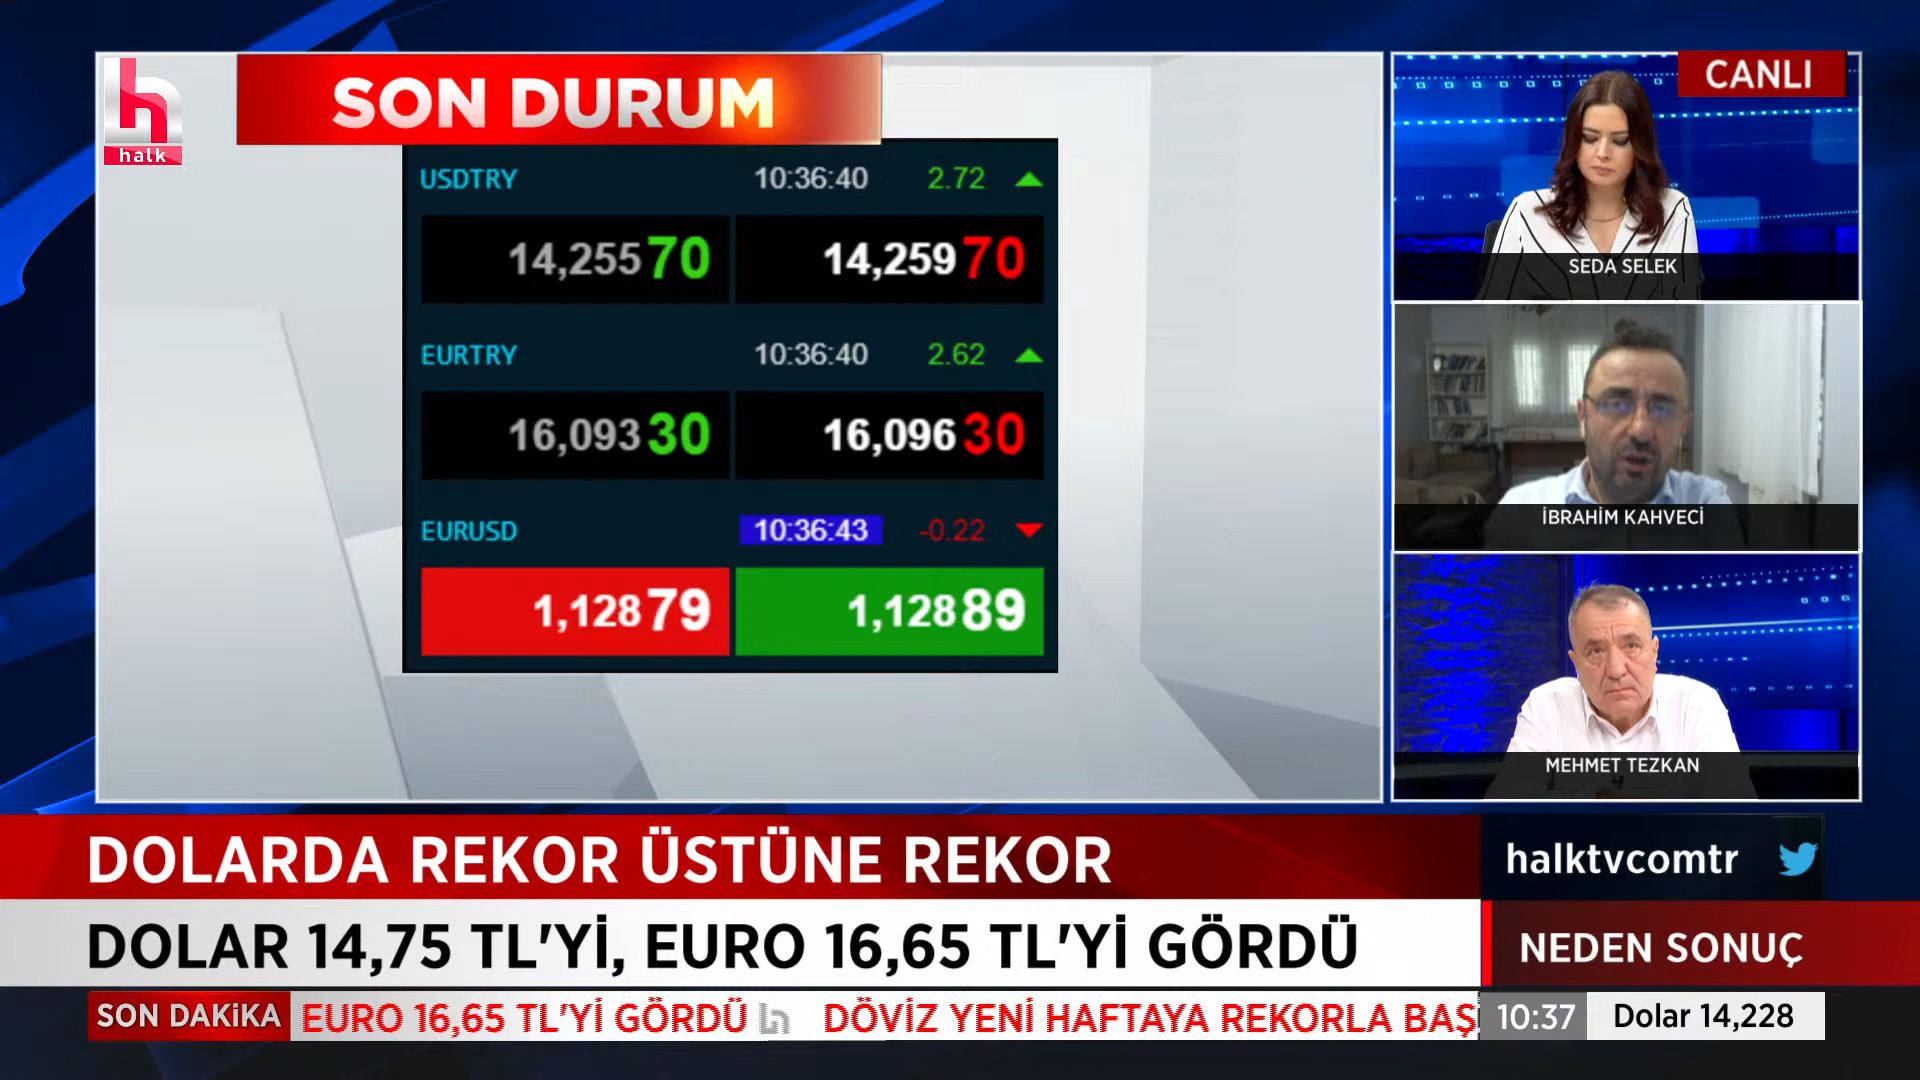 halk
SON DURUM
USDTRY 10:36:40 2.72
14,25570 14,25970
EURTRY 10:36:40 2.62
16,09330 16,09630
EURUSD 10:36:43 -0.22
1,12879 1,12889
CANLI
SEDA SELEK
İBRAHİM KAHVECİ
MEHMET TEZKAN
DOLARDA REKOR ÜSTÜNE REKOR
halktvcomtr
DOLAR 14,75 TL'Yİ, EURO 16,65 TL'Yİ GÖRDÜ
NEDEN SONUÇ
SON DAKİKA EURO 16,65 TL'Yİ GÖRDÜ h DÖVİZ YENİ HAFTAYA REKORLA BAŞ 10:37 Dolar 14,228